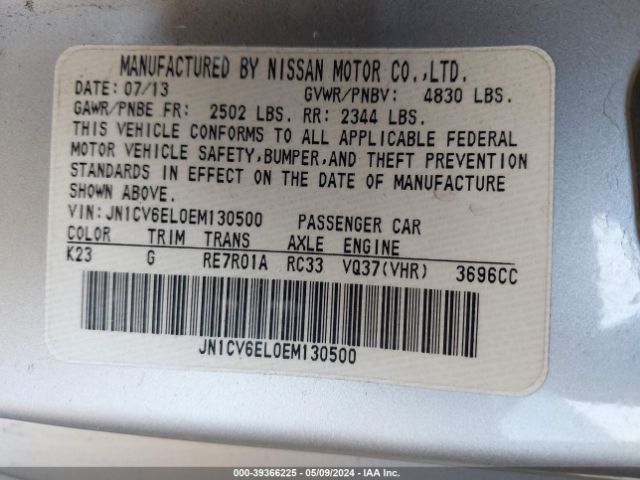 MANUFACTURED BY NISSAN MOTOR CO.,LTD.
DATE: 07/13 GVWR/PNBV: 4830 LBS.
GAWR/PNBE FR: 2502 LBS. RR: 2344 LBS.
THIS VEHICLE CONFORMS TO ALL APPLICABLE FEDERAL
MOTOR VEHICLE SAFETY,BUMPER,AND THEFT PREVENTION
STANDARDS IN EFFECT ON THE DATE OF MANUFACTURE
SHOWN ABOVE.
VIN: JN1CV6EL0EM130500 PASSENGER CAR
COLOR TRIM TRANS AXLE ENGINE
K23 G RE7R01A RC33 VQ37(VHR) 3696CC
JN1CV6EL0EM130500
000-39366225 - 05/09/2024 - IAA Inc.